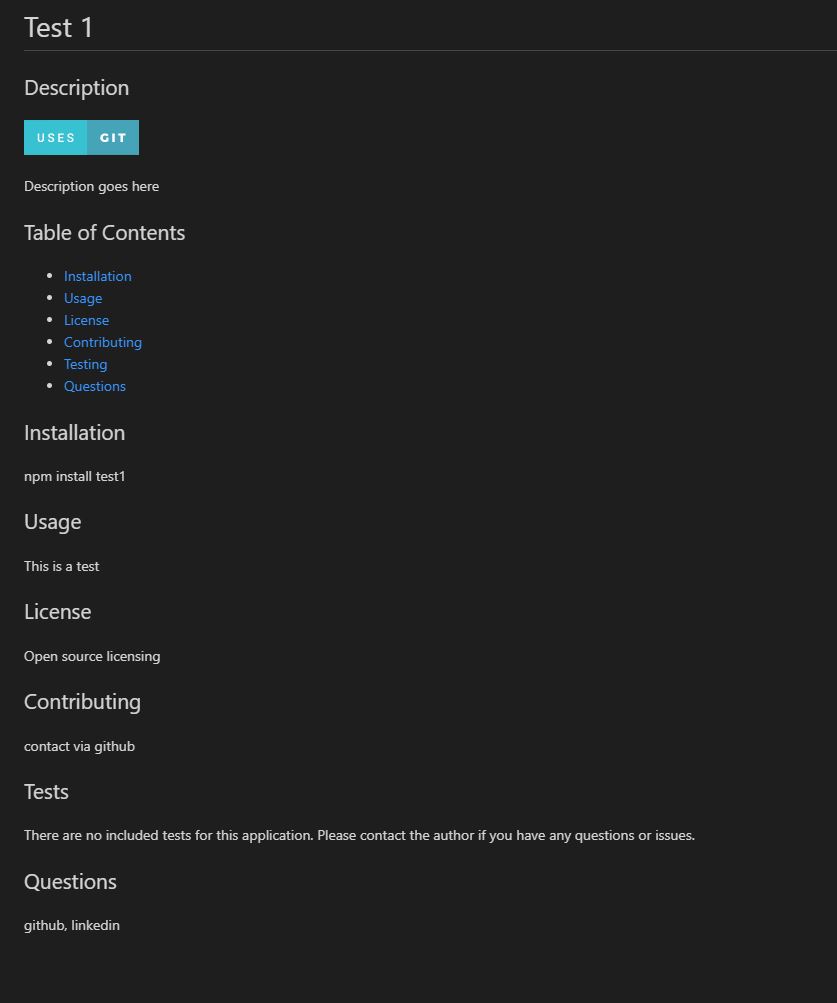 Test 1
Description
USES GIT
Description goes here
Table of Contents
Installation
Usage
License
Contributing
Testing
Questions
Installation
npm install test1
Usage
This is a test
License
Open source licensing
Contributing
contact via github
Tests
There are no included tests for this application. Please contact the author if you have any questions or issues.
Questions
github, linkedin